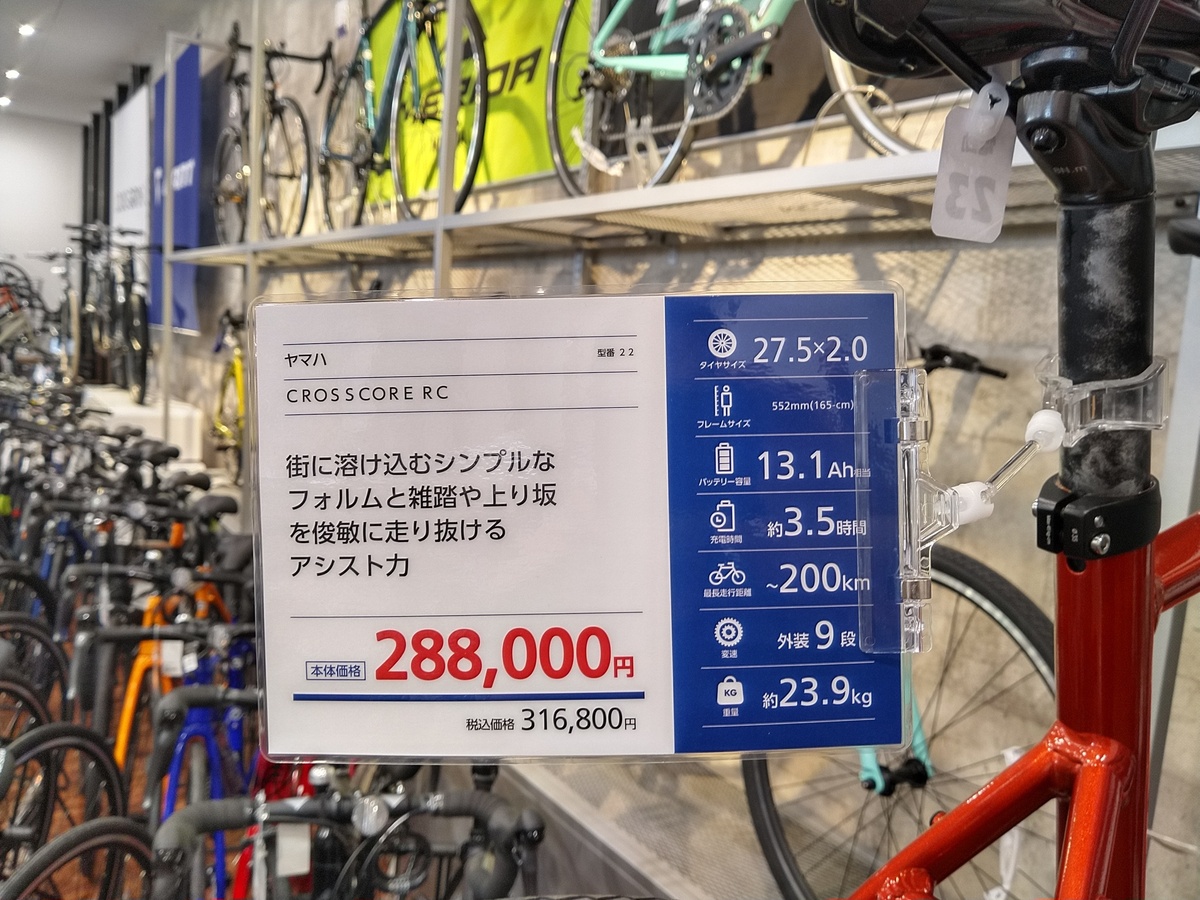 ヤマハ
型番 22
CROSSCORE RC
街に溶け込むシンプルな
フォルムと雑踏や上り坂
を俊敏に走り抜ける
アシスト力
本体価格 288,000円
税込価格 316,800円
タイヤサイズ 27.5×2.0
フレームサイズ 552mm(165-cm)
バッテリー容量 13.1Ah相当
充電時間 約3.5時間
最長走行距離 ~200km
変速 外装9段
KG
重量 約23.9kg
23